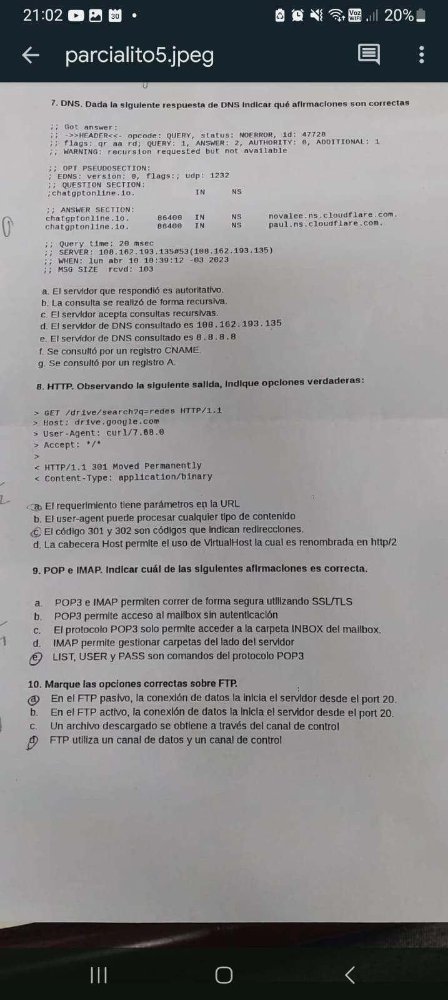 21:02 30 Voz WiFi 20%
parcialito5.jpeg
7. DNS. Dada la siguiente respuesta de DNS indicar qué afirmaciones son correctas
;; Got answer:
;; ->>HEADER<<- opcode: QUERY, status: NOERROR, id: 47728
;; flags: qr aa rd; QUERY: 1, ANSWER: 2, AUTHORITY: 0, ADDITIONAL: 1
;; WARNING: recursion requested but not available
;; OPT PSEUDOSECTION:
; EDNS: version: 0, flags:; udp: 1232
;; QUESTION SECTION:
;chatgptonline.io. IN NS
;; ANSWER SECTION:
chatgptonline.io. 86400 IN NS novalee.ns.cloudflare.com.
chatgptonline.io. 86400 IN NS paul.ns.cloudflare.com.
;; Query time: 20 msec
;; SERVER: 108.162.193.135#53(108.162.193.135)
;; WHEN: lun abr 10 10:39:12 -03 2023
;; MSG SIZE rcvd: 103
a. El servidor que respondió es autoritativo.
b. La consulta se realizó de forma recursiva.
c. El servidor acepta consultas recursivas.
d. El servidor de DNS consultado es 108.162.193.135
e. El servidor de DNS consultado es 8.8.8.8
f. Se consultó por un registro CNAME.
g. Se consultó por un registro A.
8. HTTP. Observando la siguiente salida, indique opciones verdaderas:
> GET /drive/search?q=redes HTTP/1.1
> Host: drive.google.com
> User-Agent: curl/7.68.0
> Accept: */*
>
< HTTP/1.1 301 Moved Permanently
< Content-Type: application/binary
a. El requerimiento tiene parámetros en la URL
b. El user-agent puede procesar cualquier tipo de contenido
c. El código 301 y 302 son códigos que indican redirecciones.
d. La cabecera Host permite el uso de VirtualHost la cual es renombrada en http/2
9. POP e IMAP. Indicar cuál de las siguientes afirmaciones es correcta.
a. POP3 e IMAP permiten correr de forma segura utilizando SSL/TLS
b. POP3 permite acceso al mailbox sin autenticación
c. El protocolo POP3 solo permite acceder a la carpeta INBOX del mailbox.
d. IMAP permite gestionar carpetas del lado del servidor
e. LIST, USER y PASS son comandos del protocolo POP3
10. Marque las opciones correctas sobre FTP.
a. En el FTP pasivo, la conexión de datos la inicia el servidor desde el port 20.
b. En el FTP activo, la conexión de datos la inicia el servidor desde el port 20.
c. Un archivo descargado se obtiene a través del canal de control
d. FTP utiliza un canal de datos y un canal de control